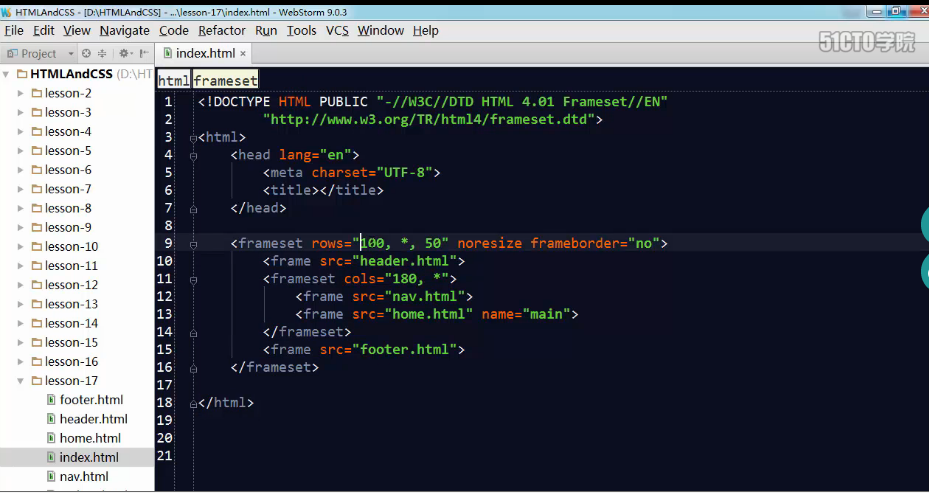 HTMLAndCSS - [D:\HTMLAndCSS] - ...\lesson-17\index.html - WebStorm 9.0.3
File Edit View Navigate Code Refactor Run Tools VCS Window Help
51CTO学院
Project
index.html ×
HTMLAndCSS (D:\HT
lesson-2
lesson-3
lesson-4
lesson-5
lesson-6
lesson-7
lesson-8
lesson-9
lesson-10
lesson-11
lesson-12
lesson-13
lesson-14
lesson-15
lesson-16
lesson-17
footer.html
header.html
home.html
index.html
nav.html
html frameset
1 <!DOCTYPE HTML PUBLIC "-//W3C//DTD HTML 4.01 Frameset//EN"
2 "http://www.w3.org/TR/html4/frameset.dtd">
3 <html>
4 <head lang="en">
5 <meta charset="UTF-8">
6 <title></title>
7 </head>
8
9 <frameset rows="100, *, 50" noresize frameborder="no">
10 <frame src="header.html">
11 <frameset cols="180, *">
12 <frame src="nav.html">
13 <frame src="home.html" name="main">
14 </frameset>
15 <frame src="footer.html">
16 </frameset>
17
18 </html>
19
20
21